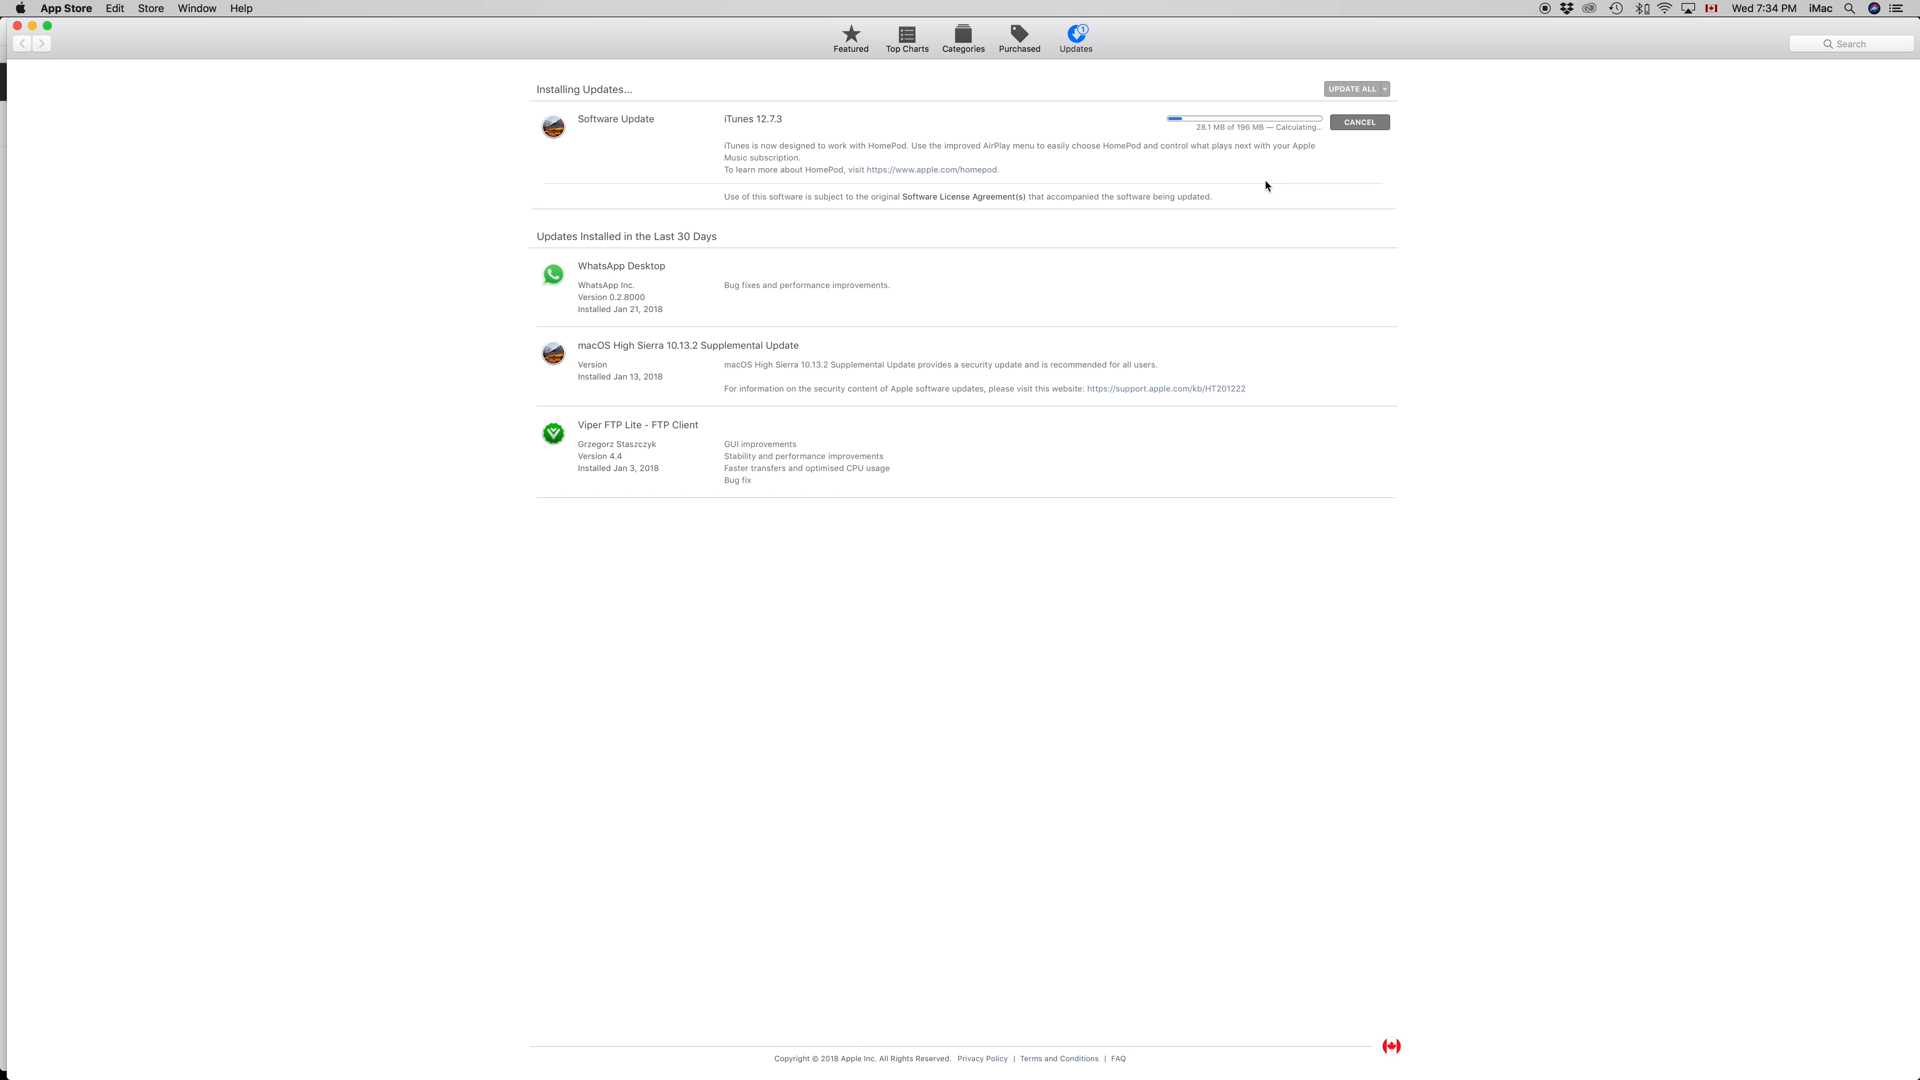 App Store Edit Store Window Help
Wed 7:34 PM iMac
Featured Top Charts Categories Purchased Updates
1
Search
Installing Updates...
UPDATE ALL
Software Update
iTunes 12.7.3
28.1 MB of 196 MB — Calculating...
CANCEL
iTunes is now designed to work with HomePod. Use the improved AirPlay menu to easily choose HomePod and control what plays next with your Apple
Music subscription.
To learn more about HomePod, visit https://www.apple.com/homepod.
Use of this software is subject to the original Software License Agreement(s) that accompanied the software being updated.
Updates Installed in the Last 30 Days
WhatsApp Desktop
WhatsApp Inc.
Version 0.2.8000
Installed Jan 21, 2018
Bug fixes and performance improvements.
macOS High Sierra 10.13.2 Supplemental Update
Version
Installed Jan 13, 2018
macOS High Sierra 10.13.2 Supplemental Update provides a security update and is recommended for all users.
For information on the security content of Apple software updates, please visit this website: https://support.apple.com/kb/HT201222
Viper FTP Lite - FTP Client
Grzegorz Staszczyk
Version 4.4
Installed Jan 3, 2018
GUI improvements
Stability and performance improvements
Faster transfers and optimised CPU usage
Bug fix
Copyright © 2018 Apple Inc. All Rights Reserved. Privacy Policy | Terms and Conditions | FAQ